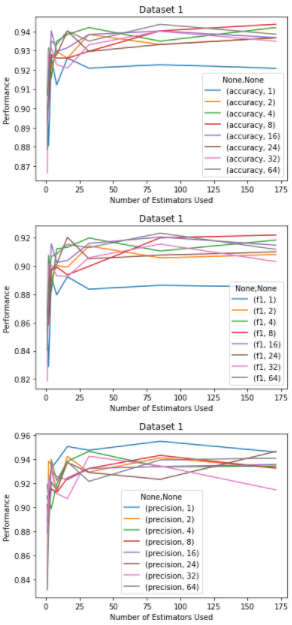 Dataset 1
0.94
0.93
0.92
0.91
0.90
0.89
0.88
0.87
Performance
None,None
(accuracy, 1)
(accuracy, 2)
(accuracy, 4)
(accuracy, 8)
(accuracy, 16)
(accuracy, 24)
(accuracy, 32)
(accuracy, 64)
0 25 50 75 100 125 150 175
Number of Estimators Used
Dataset 1
0.92
0.90
0.88
0.86
0.84
0.82
Performance
None,None
(f1, 1)
(f1, 2)
(f1, 4)
(f1, 8)
(f1, 16)
(f1, 24)
(f1, 32)
(f1, 64)
0 25 50 75 100 125 150 175
Number of Estimators Used
Dataset 1
0.96
0.94
0.92
0.90
0.88
0.86
0.84
Performance
None,None
(precision, 1)
(precision, 2)
(precision, 4)
(precision, 8)
(precision, 16)
(precision, 24)
(precision, 32)
(precision, 64)
0 25 50 75 100 125 150 175
Number of Estimators Used